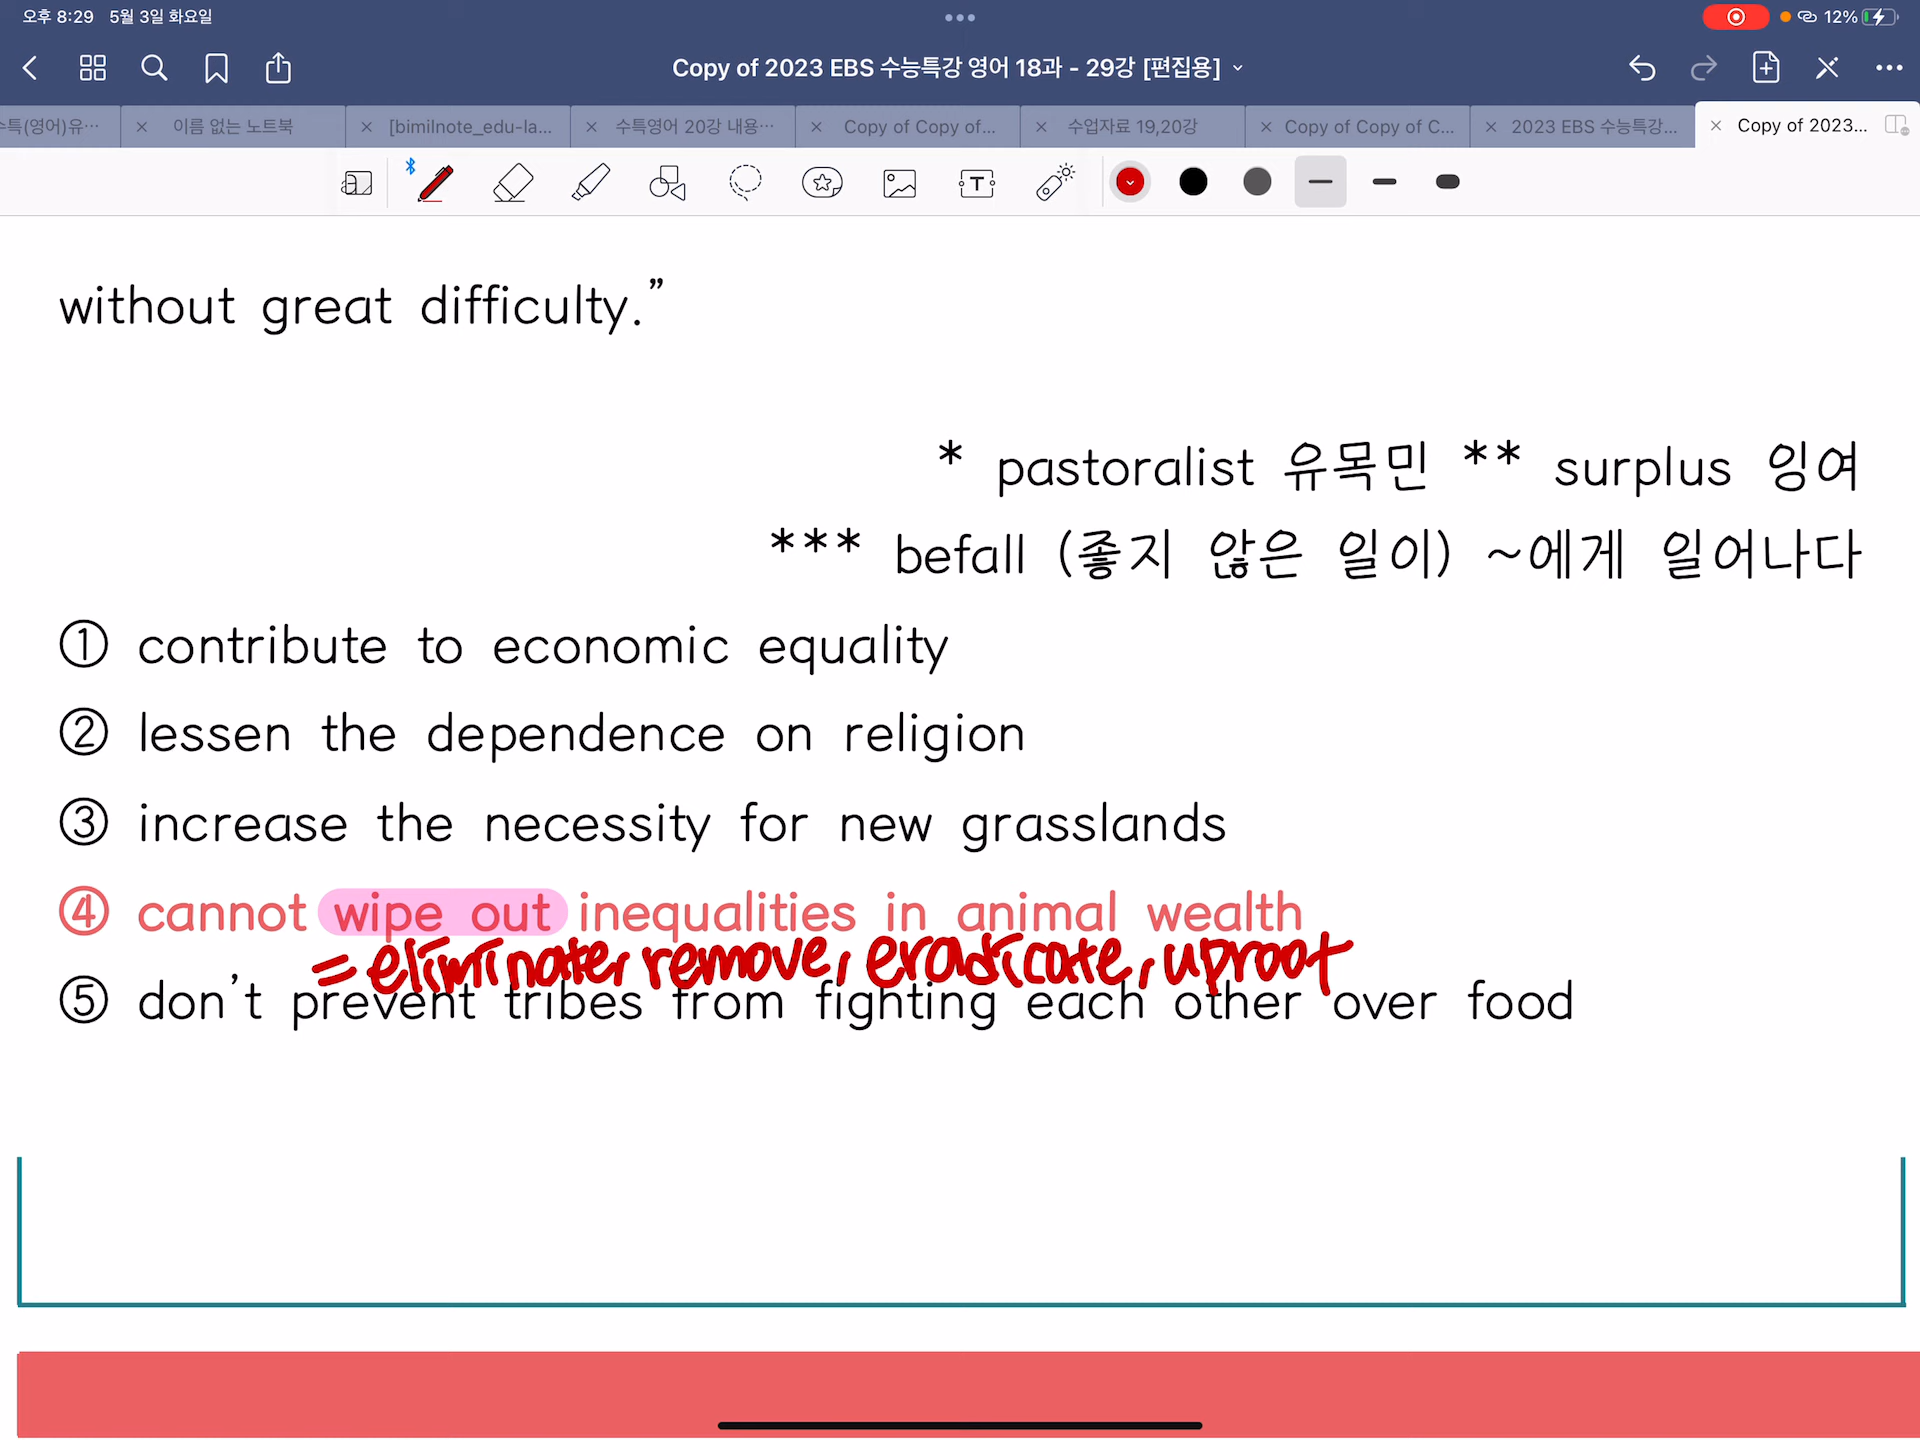 오후 8:29 5월 3일 화요일
12%
Copy of 2023 EBS 수능특강 영어 18과 - 29강 [편집용]
특(영어)유… 이름 없는 노트북 [bimilnote_edu-la... 수특영어 20강 내용… Copy of Copy of... 수업자료 19,20강 Copy of Copy of C... 2023 EBS 수능특강... Copy of 2023...
without great difficulty.”
* pastoralist 유목민 ** surplus 잉여
*** befall (좋지 않은 일이) ~에게 일어나다
① contribute to economic equality
② lessen the dependence on religion
③ increase the necessity for new grasslands
④ cannot wipe out inequalities in animal wealth
= eliminate, remove, eradicate, uproot
⑤ don't prevent tribes from fighting each other over food